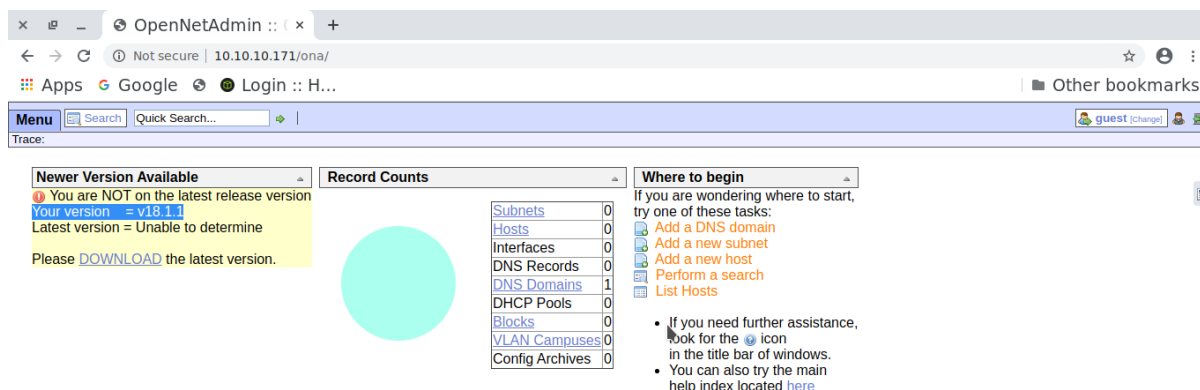 OpenNetAdmin :: (
Not secure | 10.10.10.171/ona/
Apps Google Login :: H... Other bookmarks
Menu Search Quick Search... guest [Change]
Trace:
Newer Version Available
You are NOT on the latest release version
Your version = v18.1.1
Latest version = Unable to determine
Please DOWNLOAD the latest version.
Record Counts
Subnets 0
Hosts 0
Interfaces 0
DNS Records 0
DNS Domains 1
DHCP Pools 0
Blocks 0
VLAN Campuses 0
Config Archives 0
Where to begin
If you are wondering where to start,
try one of these tasks:
Add a DNS domain
Add a new subnet
Add a new host
Perform a search
List Hosts
• If you need further assistance,
look for the icon
in the title bar of windows.
• You can also try the main
help index located here